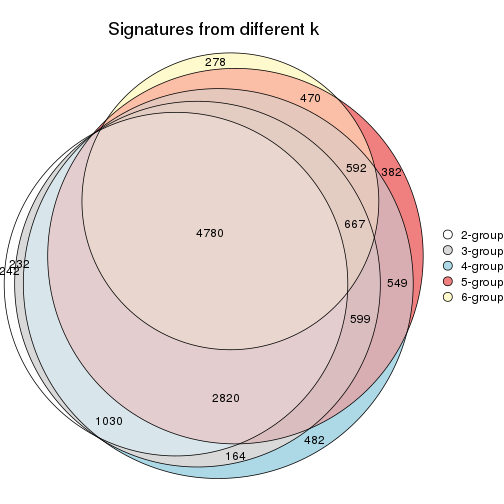 Signatures from different k
278
470
592
382
667
4780
232
242
549
599
2820
1030
482
164
2-group
3-group
4-group
5-group
6-group